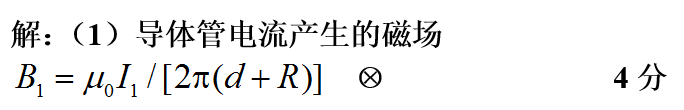 解：（1）导体管电流产生的磁场
B₁ = μ₀I₁ / [2π(d + R)] ⊗ 4 分